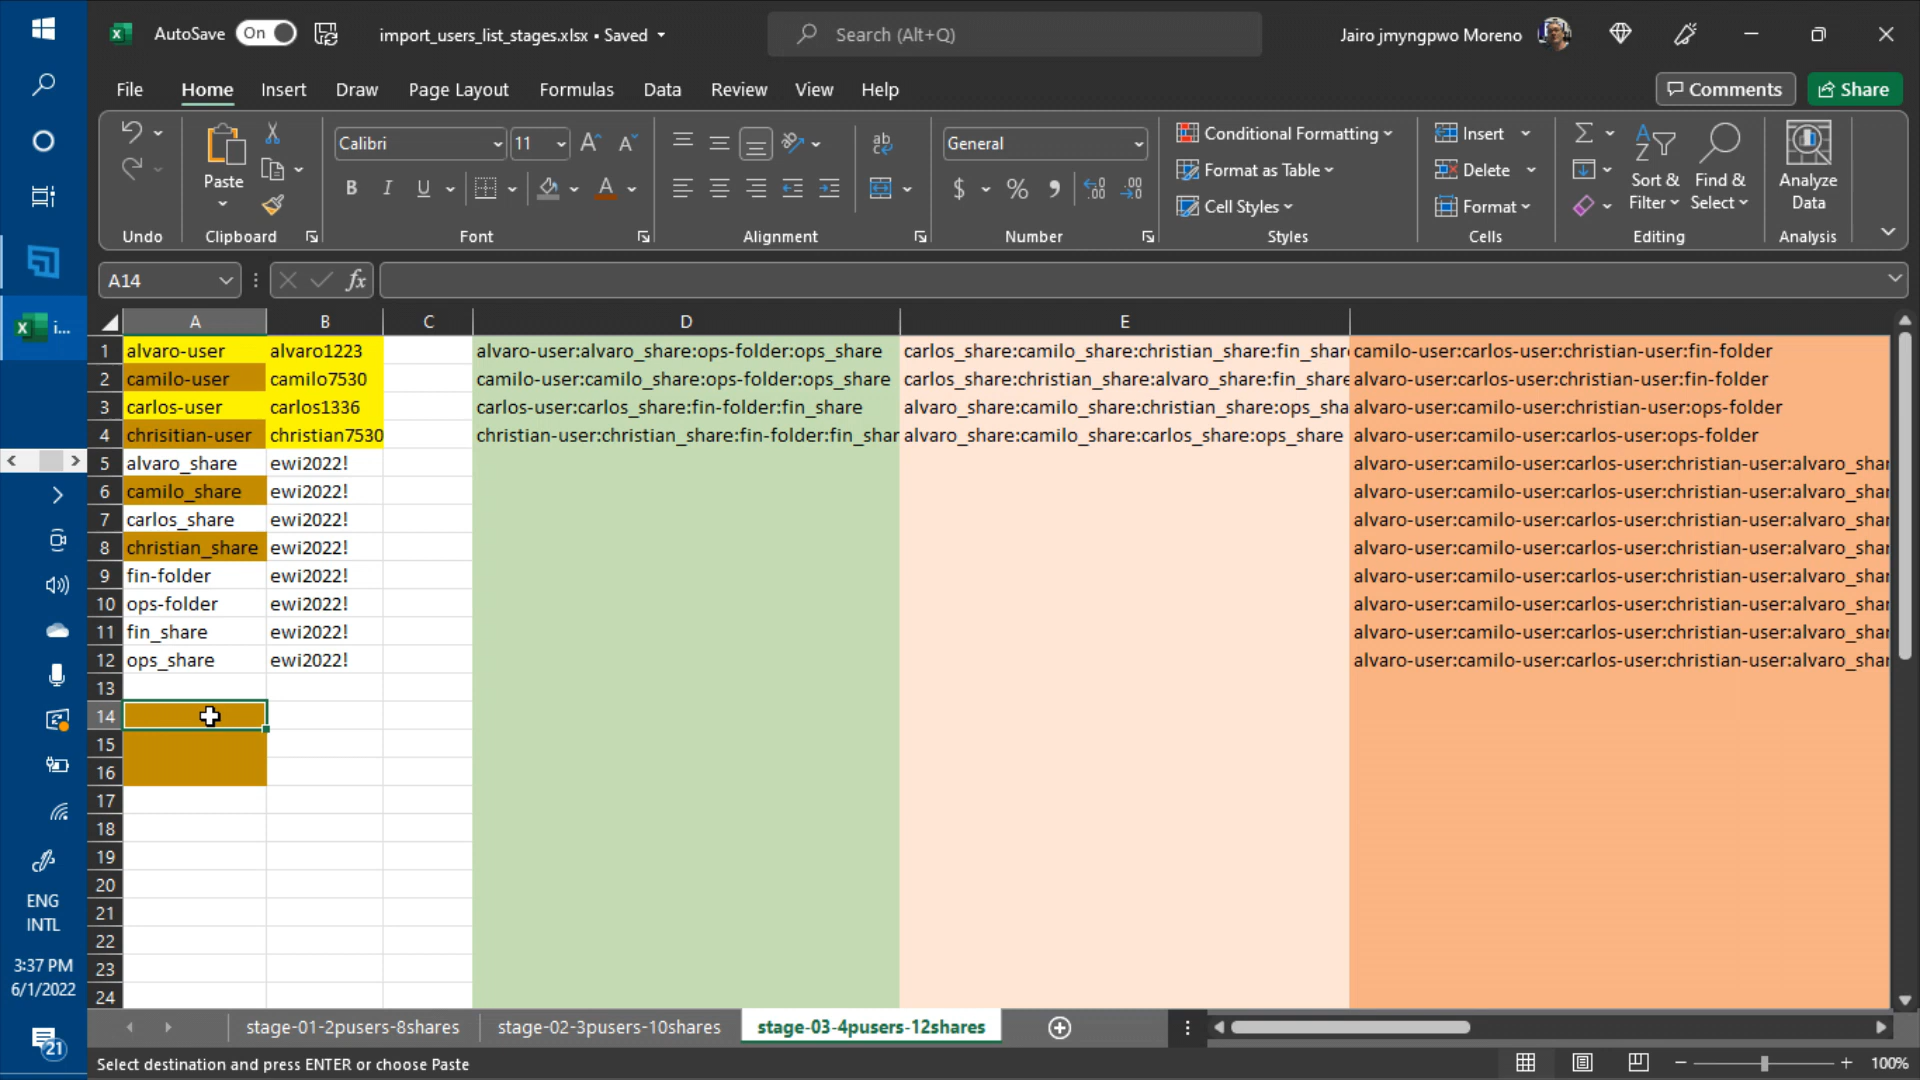 AutoSave On import_users_list_stages.xlsx • Saved Search (Alt+Q) Jairo jmyngpwo Moreno
File Home Insert Draw Page Layout Formulas Data Review View Help Comments Share
Calibri 11 General Conditional Formatting Insert
Paste Format as Table Delete Sort & Filter Find & Select Analyze Data
B I U A $ % Cell Styles Format
Undo Clipboard Font Alignment Number Styles Cells Editing Analysis
A14 fx
A B C D E
1 alvaro-user alvaro1223 alvaro-user:alvaro_share:ops-folder:ops_share carlos_share:camilo_share:christian_share:fin_shar camilo-user:carlos-user:christian-user:fin-folder
2 camilo-user camilo7530 camilo-user:camilo_share:ops-folder:ops_share carlos_share:christian_share:alvaro_share:fin_share alvaro-user:carlos-user:christian-user:fin-folder
3 carlos-user carlos1336 carlos-user:carlos_share:fin-folder:fin_share alvaro_share:camilo_share:christian_share:ops_sha alvaro-user:camilo-user:christian-user:ops-folder
4 chrisitian-user christian7530 christian-user:christian_share:fin-folder:fin_shar alvaro_share:camilo_share:carlos_share:ops_share alvaro-user:camilo-user:carlos-user:ops-folder
5 alvaro_share ewi2022! alvaro-user:camilo-user:carlos-user:christian-user:alvaro_shar
6 camilo_share ewi2022! alvaro-user:camilo-user:carlos-user:christian-user:alvaro_shar
7 carlos_share ewi2022! alvaro-user:camilo-user:carlos-user:christian-user:alvaro_shar
8 christian_share ewi2022! alvaro-user:camilo-user:carlos-user:christian-user:alvaro_shar
9 fin-folder ewi2022! alvaro-user:camilo-user:carlos-user:christian-user:alvaro_shar
10 ops-folder ewi2022! alvaro-user:camilo-user:carlos-user:christian-user:alvaro_shar
11 fin_share ewi2022! alvaro-user:camilo-user:carlos-user:christian-user:alvaro_shar
12 ops_share ewi2022! alvaro-user:camilo-user:carlos-user:christian-user:alvaro_shar
13
14
15
16
17
18
19
20
21
22
23
24
i...
ENG
INTL
3:37 PM
6/1/2022
21
stage-01-2pusers-8shares stage-02-3pusers-10shares stage-03-4pusers-12shares
Select destination and press ENTER or choose Paste 100%